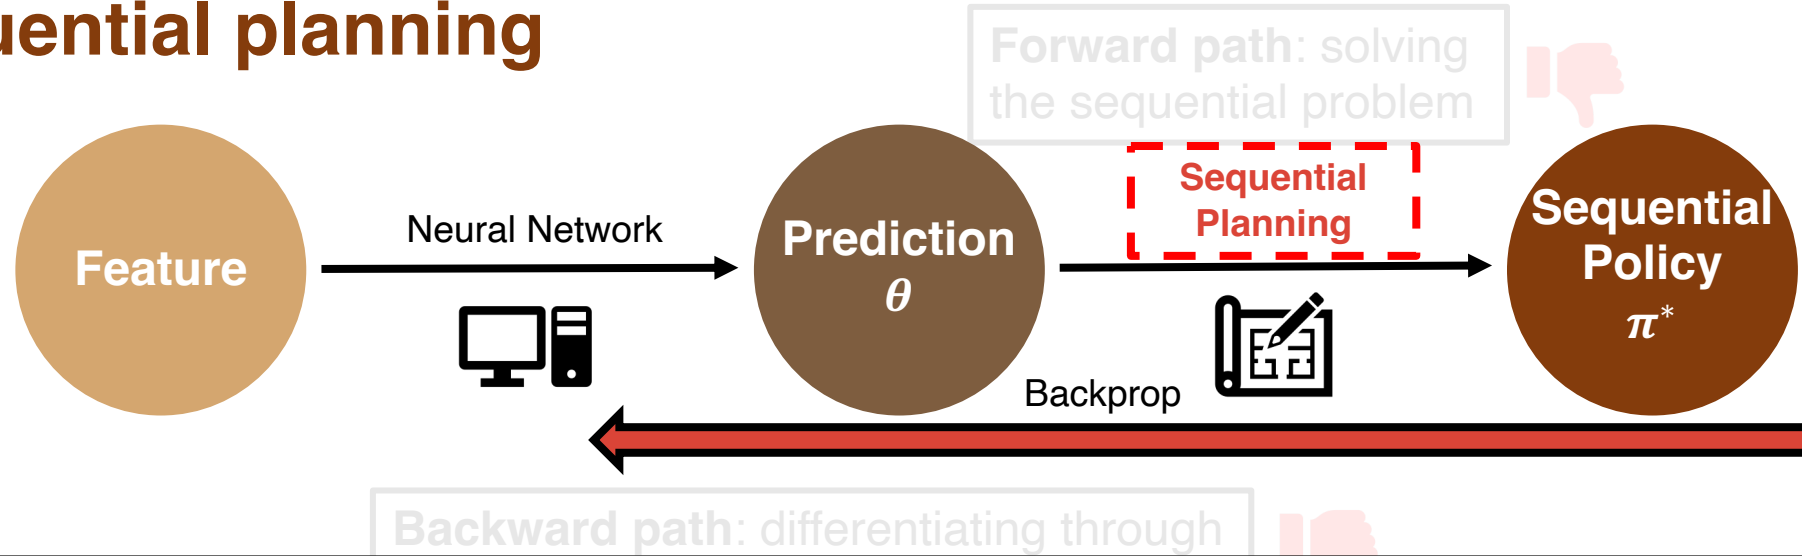 uential planning
Forward path: solving
the sequential problem
Sequential
Planning
Neural Network
Feature
Prediction
θ
Sequential
Policy
π*
Backprop
Backward path: differentiating through